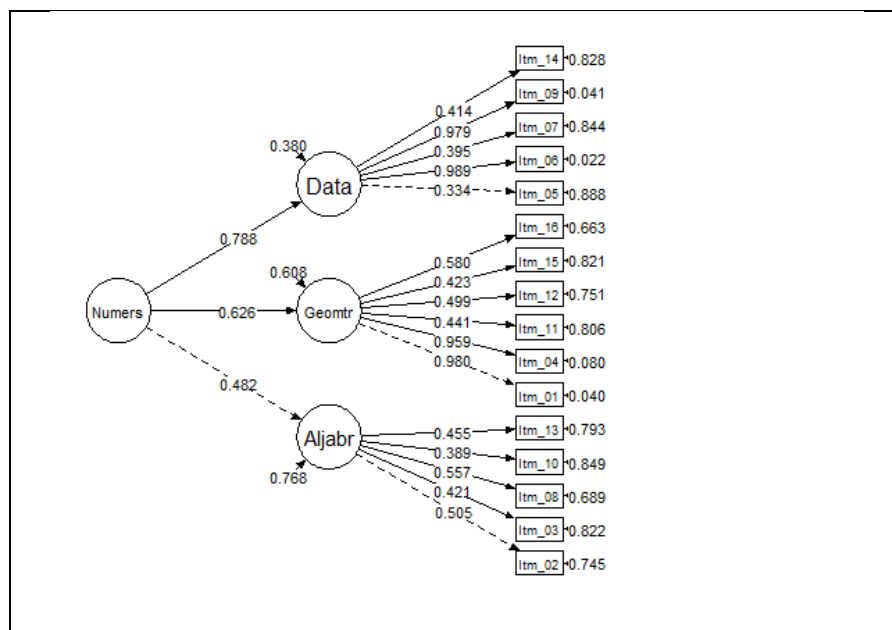 Itm_14 0.828
0.414
Itm_09 0.041
0.979
Itm_07 0.844
0.395
Itm_06 0.022
0.989
Itm_05 0.888
0.334
0.380
Data
0.788
Itm_16 0.663
0.580
Itm_15 0.821
0.423
Itm_12 0.751
0.499
Itm_11 0.806
0.441
Itm_04 0.080
0.959
Itm_01 0.040
0.980
0.608
Numers
0.626
Geomtr
0.482
Itm_13 0.793
0.455
Itm_10 0.849
0.389
Itm_08 0.689
0.557
Itm_03 0.822
0.421
Itm_02 0.745
0.505
Aljabr
0.768